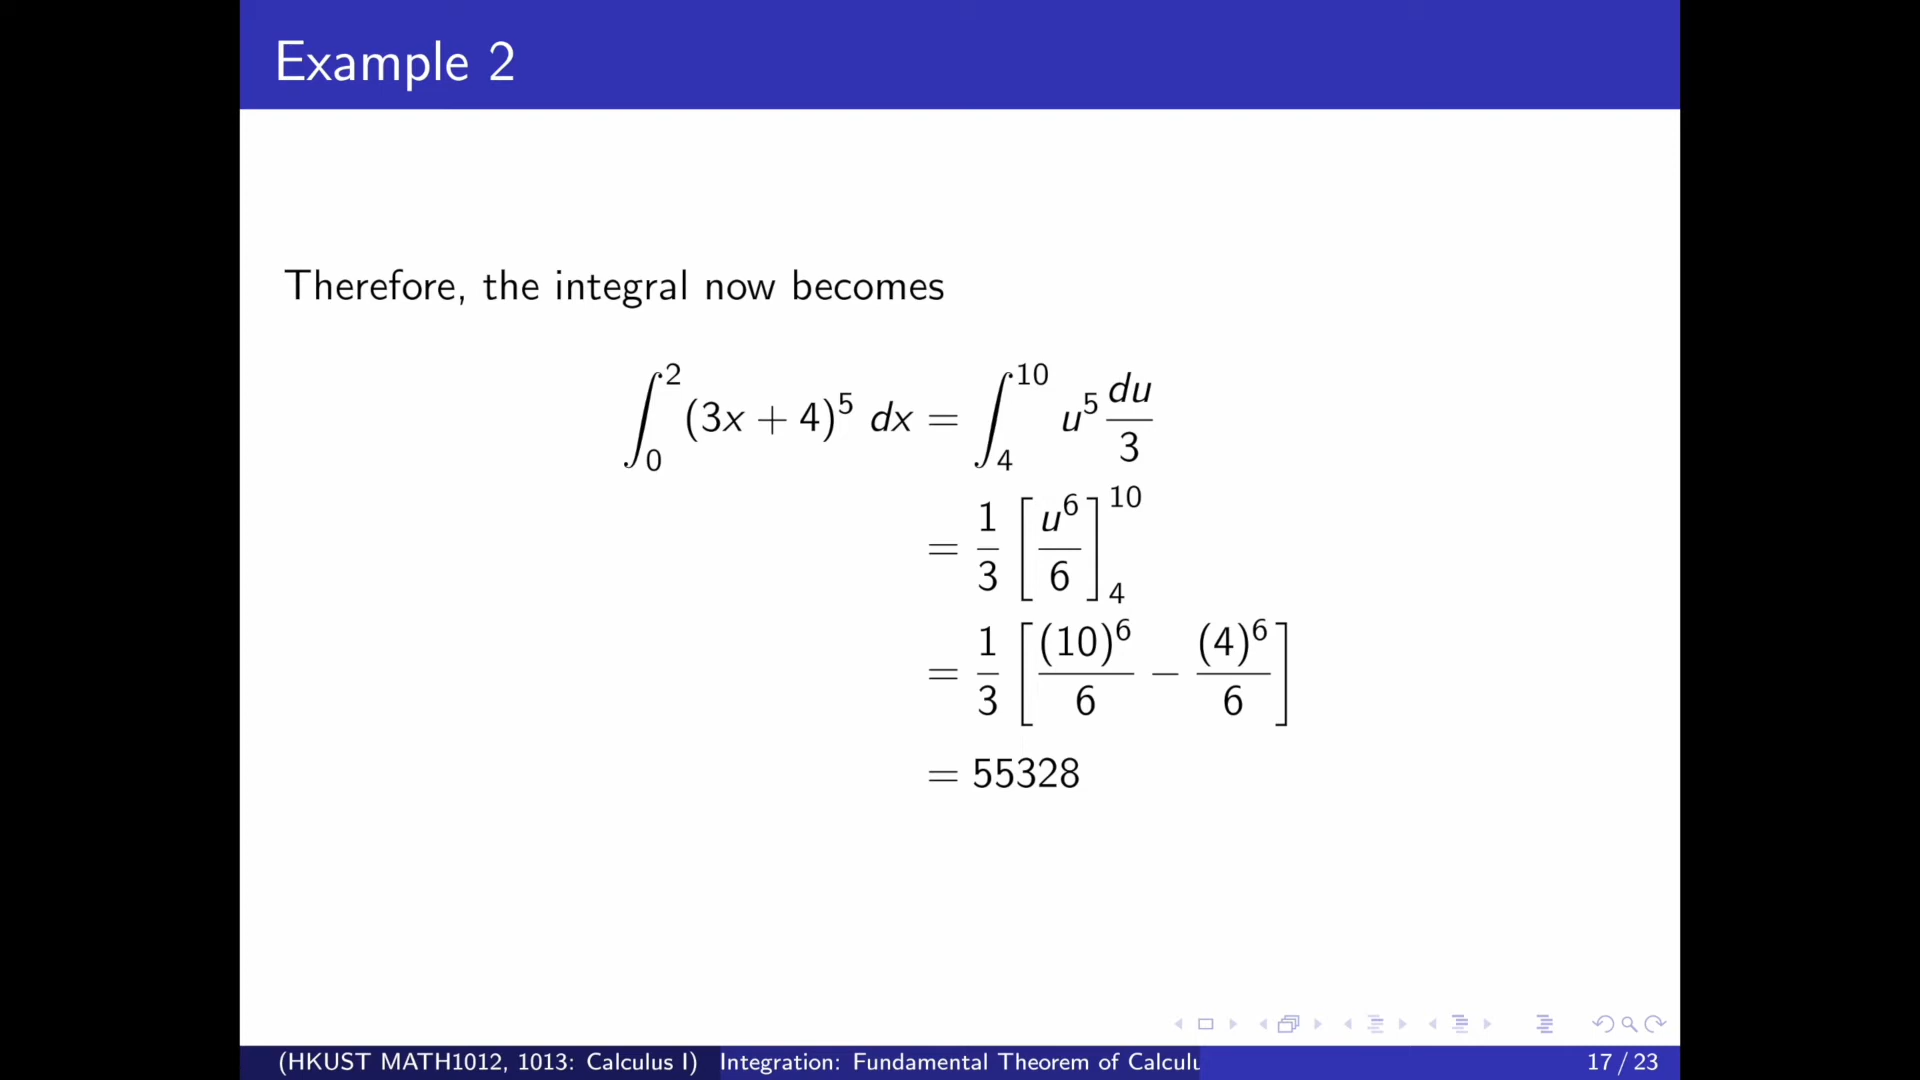 Example 2
Therefore, the integral now becomes
∫₀² (3x + 4)⁵ dx = ∫₄¹⁰ u⁵ du/3
= 1/3 [u⁶/6]₄¹⁰
= 1/3 [(10)⁶/6 − (4)⁶/6]
= 55328
(HKUST MATH1012, 1013: Calculus I) Integration: Fundamental Theorem of Calcul 17 / 23